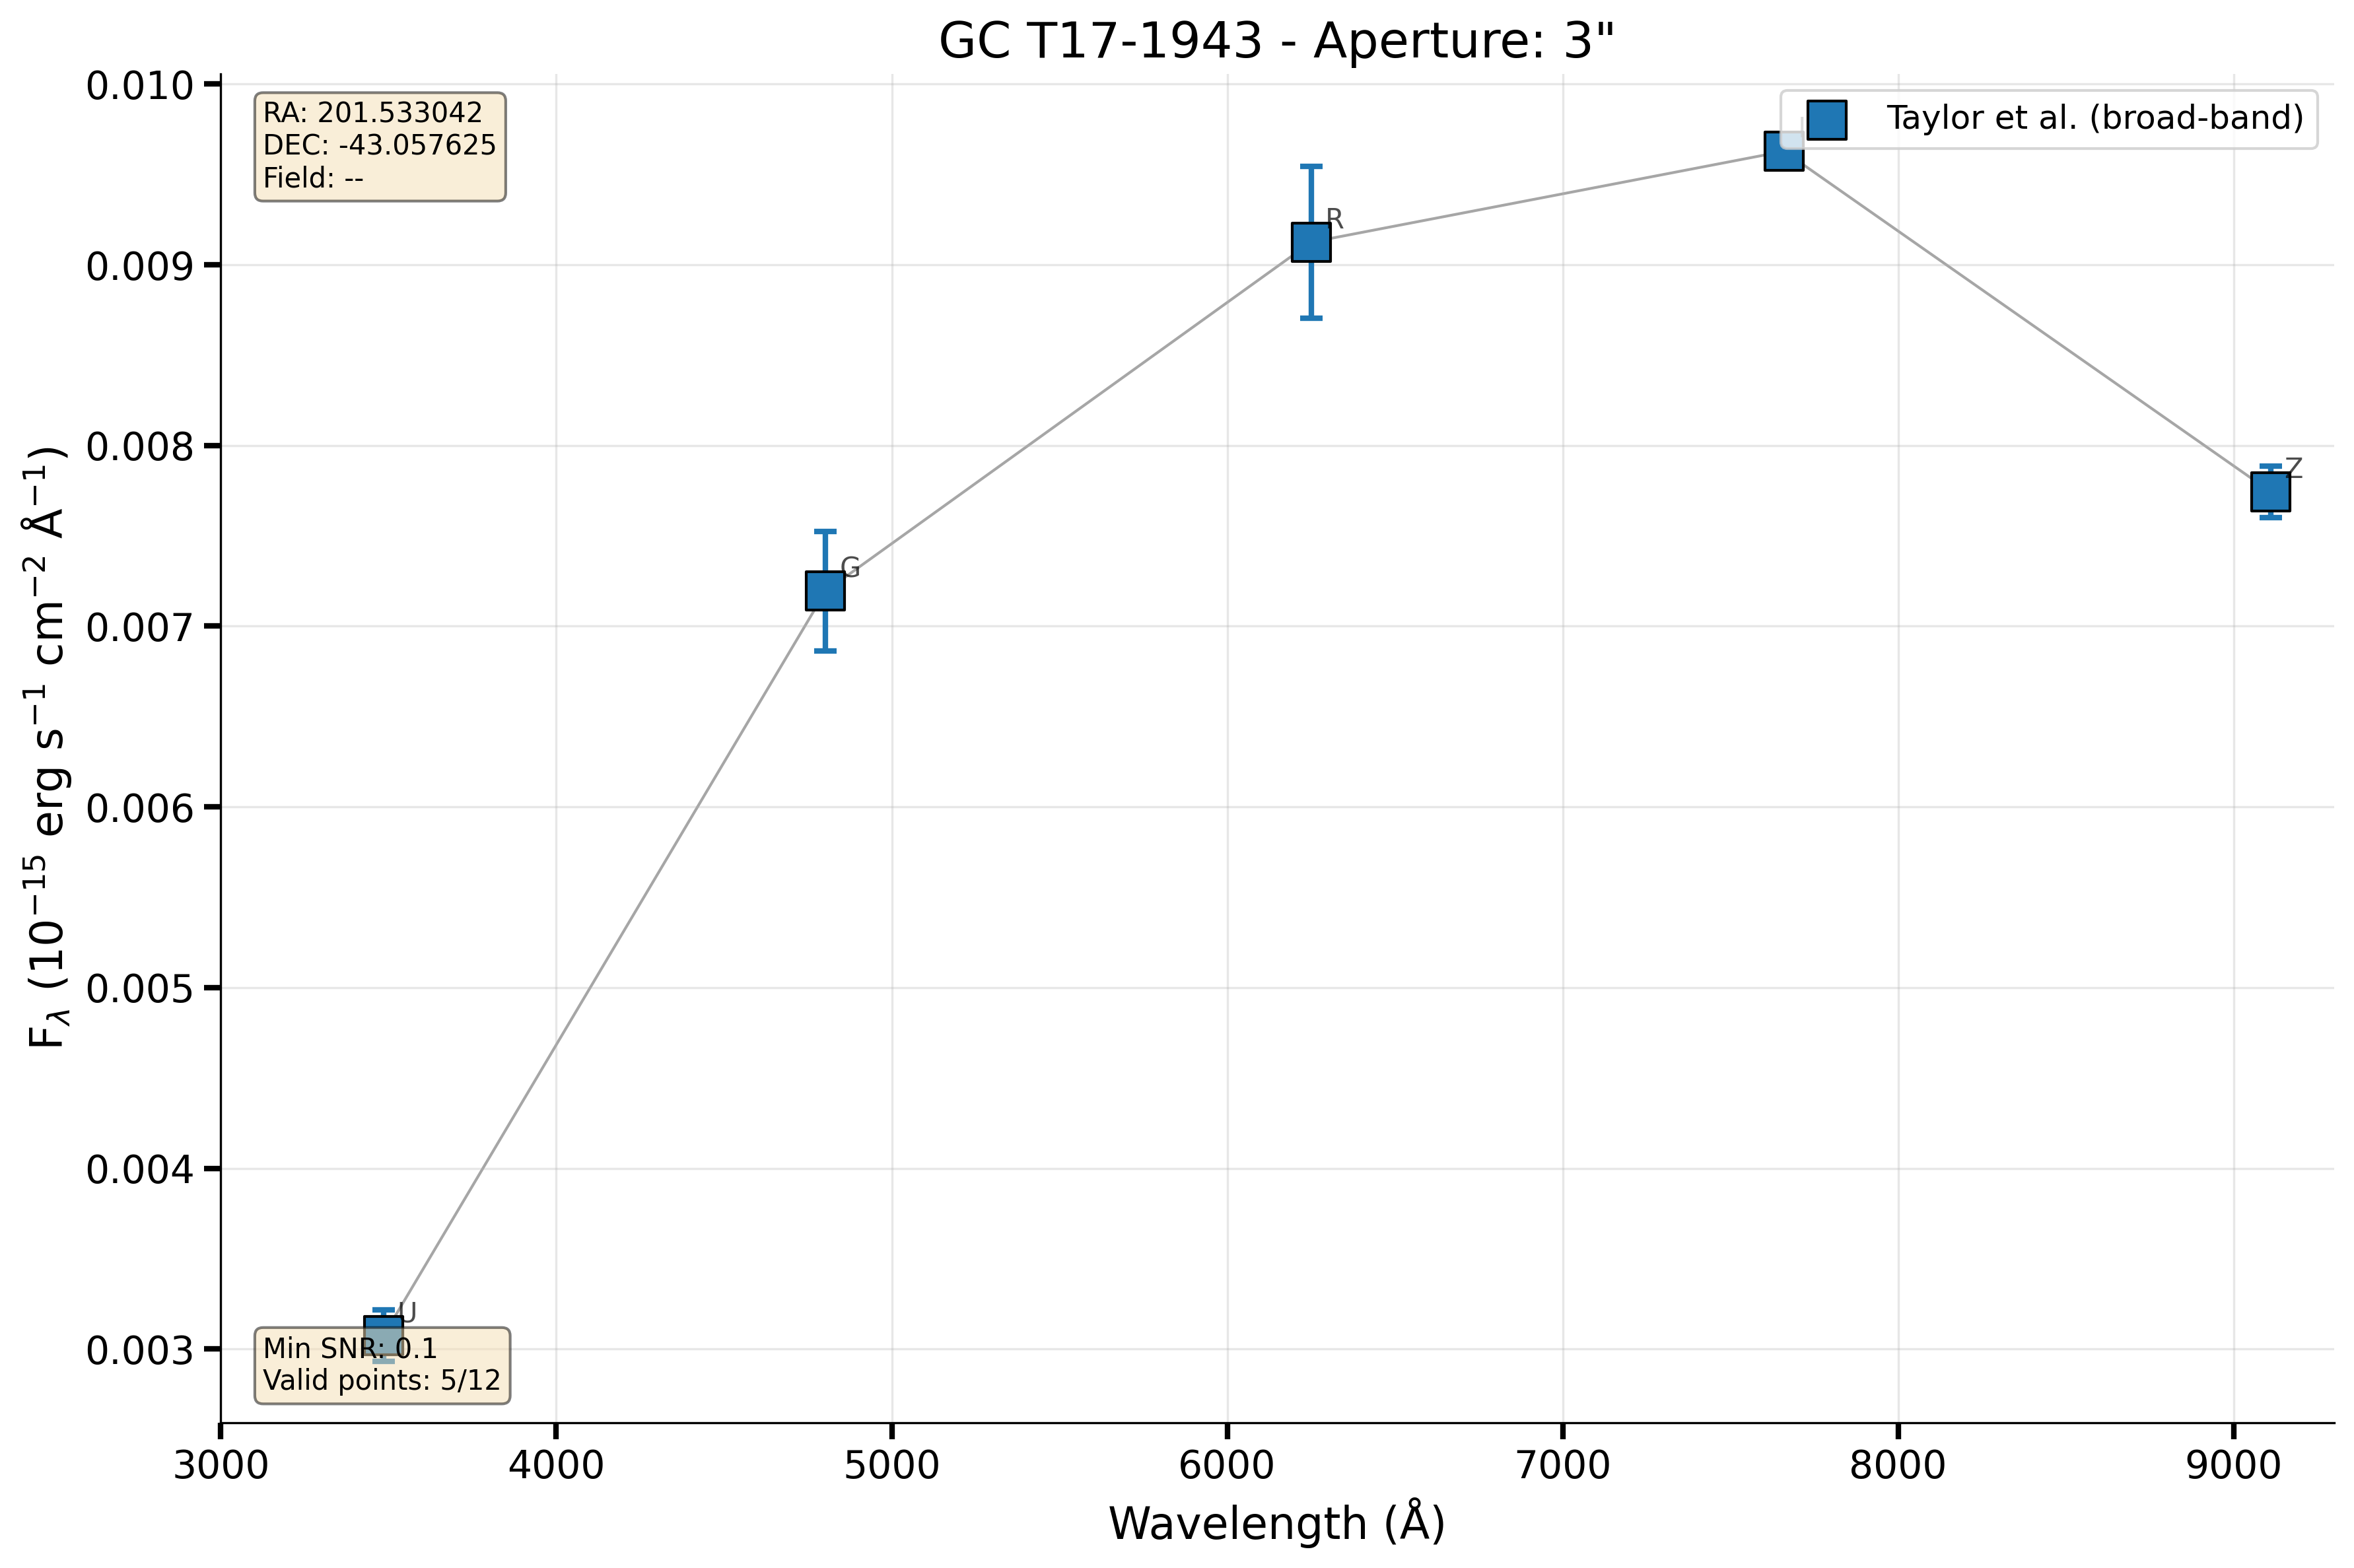 GC T17-1943 - Aperture: 3"
RA: 201.533042
DEC: -43.057625
Field: --
Taylor et al. (broad-band)
0.010
0.009
0.008
0.007
0.006
0.005
0.004
0.003
F_λ (10⁻¹⁵ erg s⁻¹ cm⁻² Å⁻¹)
U
G
R
I
Z
Min SNR: 0.1
Valid points: 5/12
3000 4000 5000 6000 7000 8000 9000
Wavelength (Å)